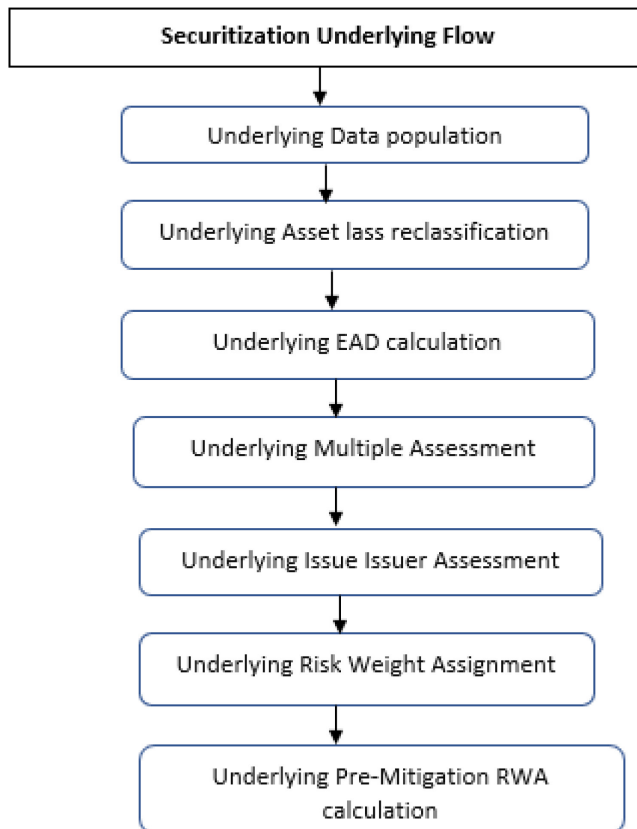 Securitization Underlying Flow
Underlying Data population
Underlying Asset lass reclassification
Underlying EAD calculation
Underlying Multiple Assessment
Underlying Issue Issuer Assessment
Underlying Risk Weight Assignment
Underlying Pre-Mitigation RWA
calculation